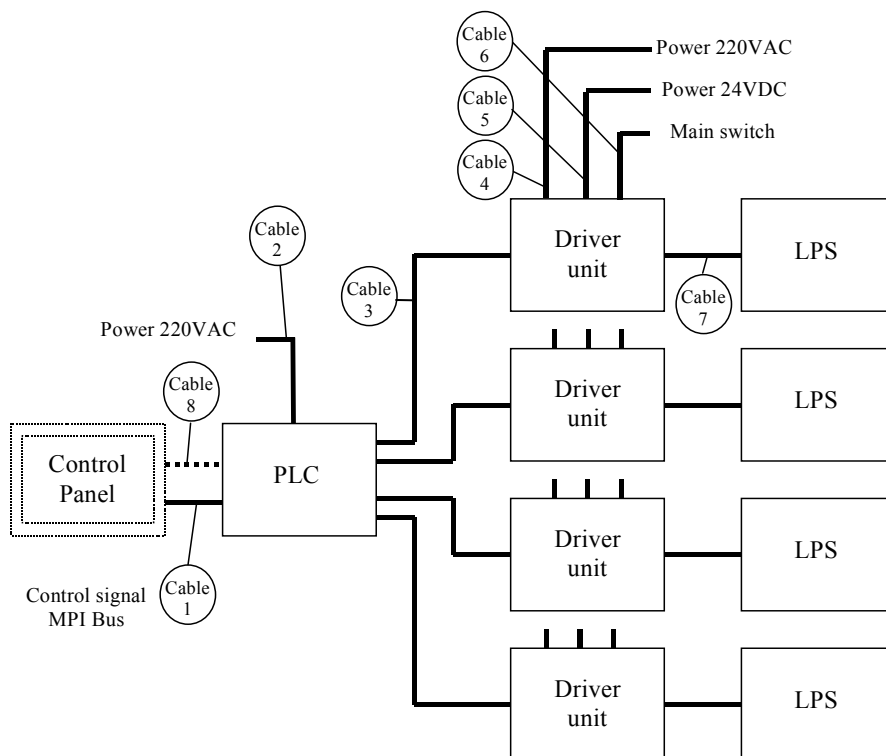 Cable
6
Power 220VAC
Cable
5
Power 24VDC
Cable
4
Main switch
Cable
2
Driver
unit
LPS
Cable
3
Cable
7
Power 220VAC
Cable
8
Driver
unit
LPS
Control
Panel
PLC
Driver
unit
LPS
Cable
1
Control signal
MPI Bus
Driver
unit
LPS